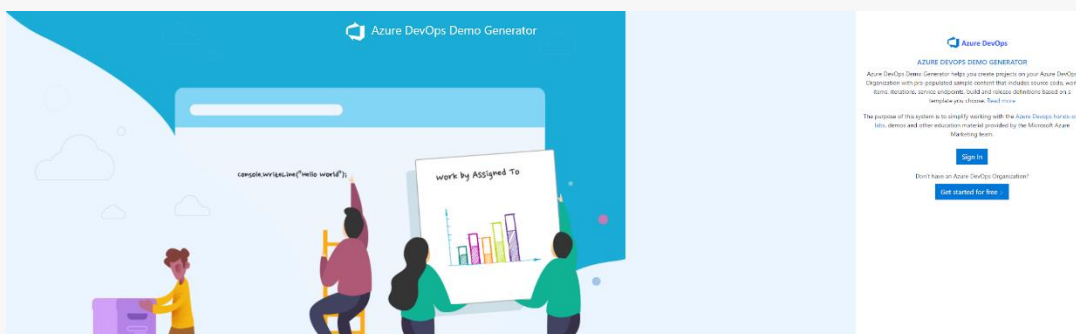 Azure DevOps Demo Generator
console.writeLine("Hello World");
Work by Assigned To
Azure DevOps
AZURE DEVOPS DEMO GENERATOR
Azure DevOps Demo Generator helps you create projects on your Azure DevOps
Organization with pre-populated sample content that includes source code, work
items, iterations, service endpoints, build and release definitions based on a
template you choose. Read more
The purpose of this system is to simplify working with the Azure Devops hands-o
labs, demos and other education material provided by the Microsoft Azure
Marketing team.
Sign In
Don't have an Azure DevOps Organization?
Get started for free >